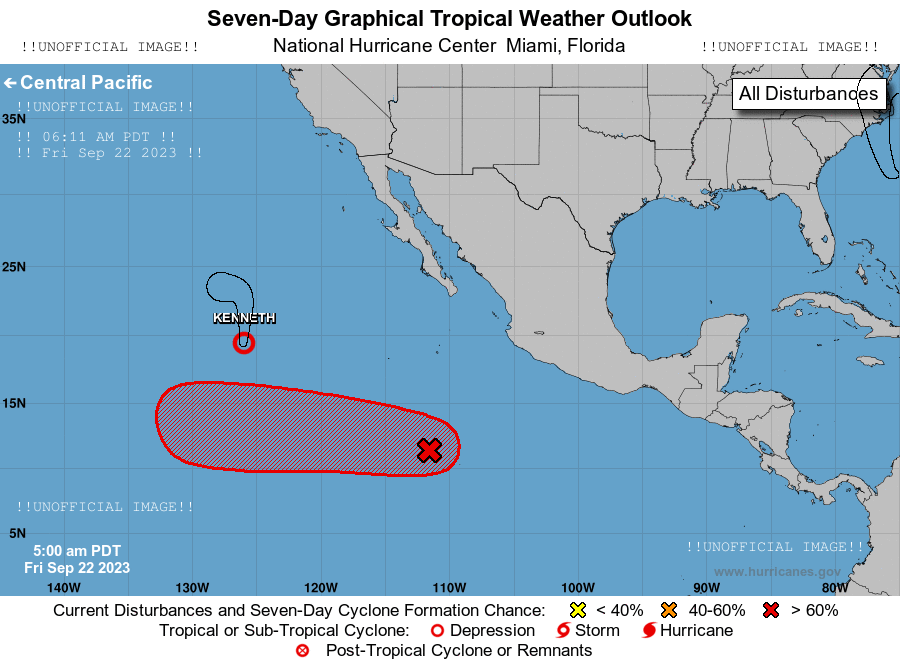 Seven-Day Graphical Tropical Weather Outlook
!!UNOFFICIAL IMAGE!! National Hurricane Center Miami, Florida !!UNOFFICIAL IMAGE!!
← Central Pacific
All Disturbances
!!UNOFFICIAL IMAGE!!
35N
!! 06:11 AM PDT !!
!! Fri Sep 22 2023 !!
25N
KENNETH
15N
!!UNOFFICIAL IMAGE!!
5N
!!UNOFFICIAL IMAGE!!
5:00 am PDT
Fri Sep 22 2023
www.hurricanes.gov
140W 130W 120W 110W 100W 90W 80W
Current Disturbances and Seven-Day Cyclone Formation Chance: < 40% 40-60% > 60%
Tropical or Sub-Tropical Cyclone: Depression Storm Hurricane
Post-Tropical Cyclone or Remnants